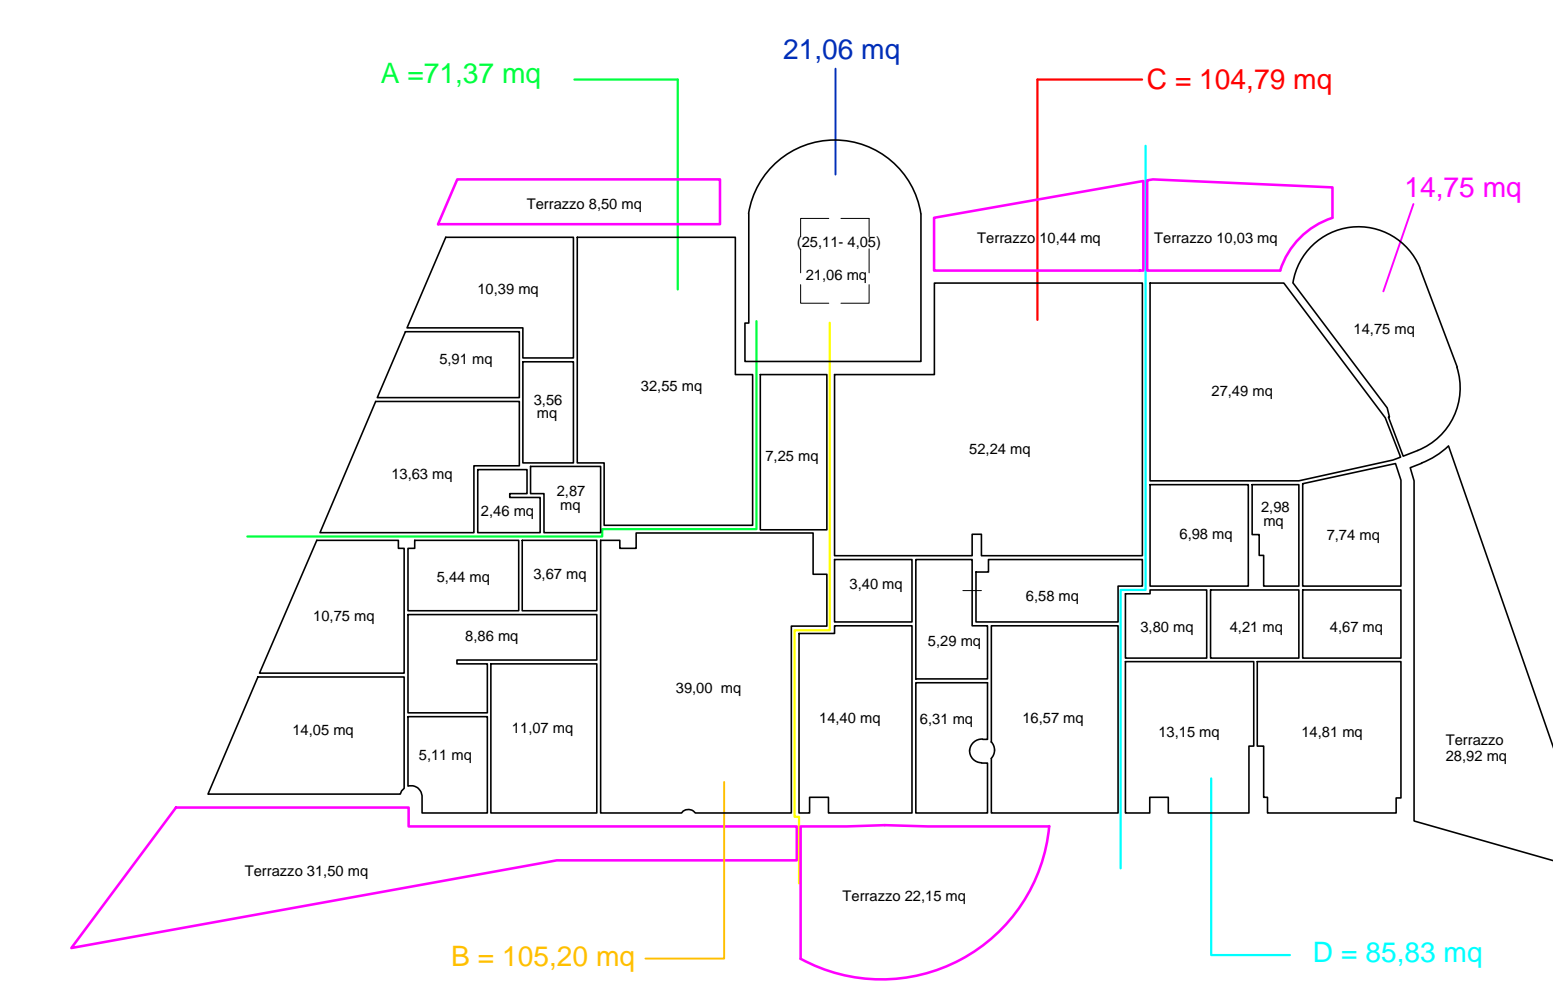 21,06 mq
A =71,37 mq
C = 104,79 mq
14,75 mq
Terrazzo 8,50 mq
(25,11- 4,05)
21,06 mq
Terrazzo 10,44 mq
Terrazzo 10,03 mq
10,39 mq
14,75 mq
5,91 mq
32,55 mq
27,49 mq
3,56
mq
7,25 mq
52,24 mq
13,63 mq
2,46 mq
2,87
mq
6,98 mq
2,98
mq
7,74 mq
5,44 mq
3,67 mq
3,40 mq
6,58 mq
10,75 mq
8,86 mq
5,29 mq
3,80 mq
4,21 mq
4,67 mq
39,00 mq
14,05 mq
11,07 mq
5,11 mq
14,40 mq
6,31 mq
16,57 mq
13,15 mq
14,81 mq
Terrazzo
28,92 mq
Terrazzo 31,50 mq
Terrazzo 22,15 mq
B = 105,20 mq
D = 85,83 mq